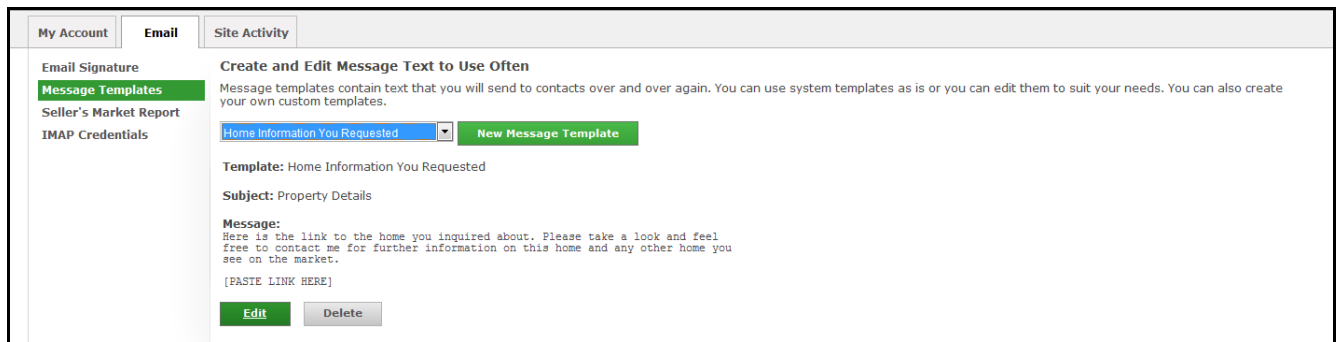 My Account Email Site Activity
Email Signature
Message Templates
Seller's Market Report
IMAP Credentials
Create and Edit Message Text to Use Often
Message templates contain text that you will send to contacts over and over again. You can use system templates as is or you can edit them to suit your needs. You can also create
your own custom templates.
Home Information You Requested New Message Template
Template: Home Information You Requested
Subject: Property Details
Message:
Here is the link to the home you inquired about. Please take a look and feel
free to contact me for further information on this home and any other home you
see on the market.
[PASTE LINK HERE]
Edit Delete